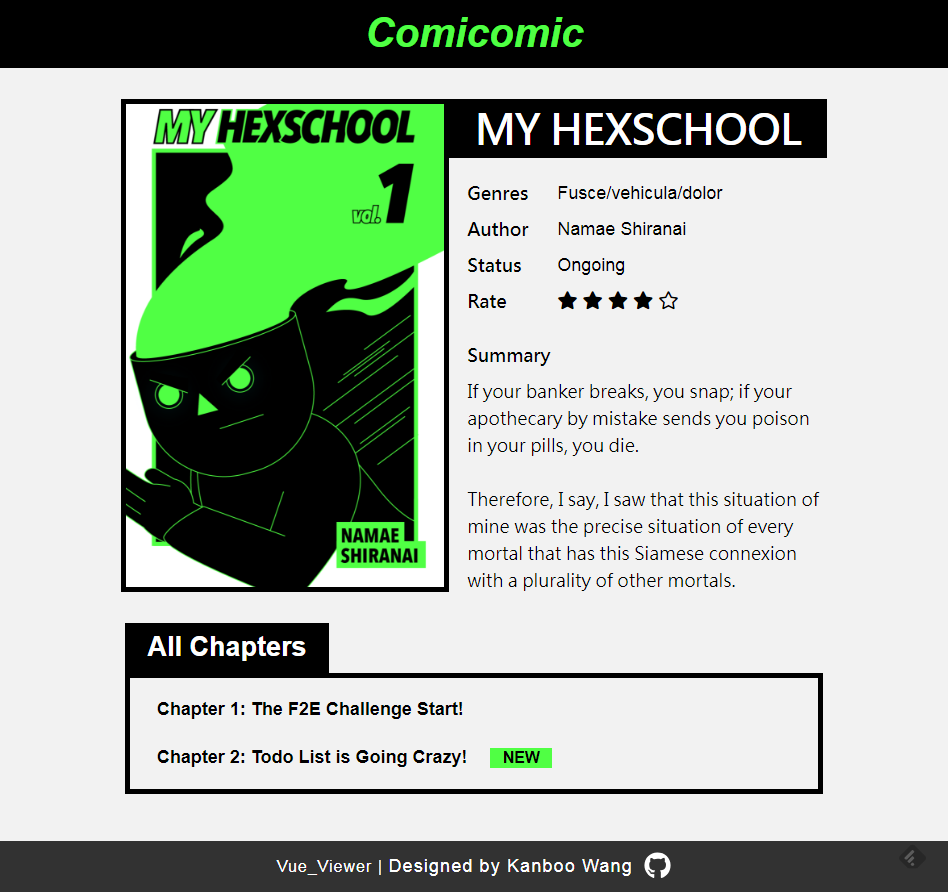 Comicomic
MY HEXSCHOOL
vol. 1
NAMAE
SHIRANAI
MY HEXSCHOOL
Genres Fusce/vehicula/dolor
Author Namae Shiranai
Status Ongoing
Rate
Summary
If your banker breaks, you snap; if your
apothecary by mistake sends you poison
in your pills, you die.
Therefore, I say, I saw that this situation of
mine was the precise situation of every
mortal that has this Siamese connexion
with a plurality of other mortals.
All Chapters
Chapter 1: The F2E Challenge Start!
Chapter 2: Todo List is Going Crazy! NEW
Vue_Viewer | Designed by Kanboo Wang